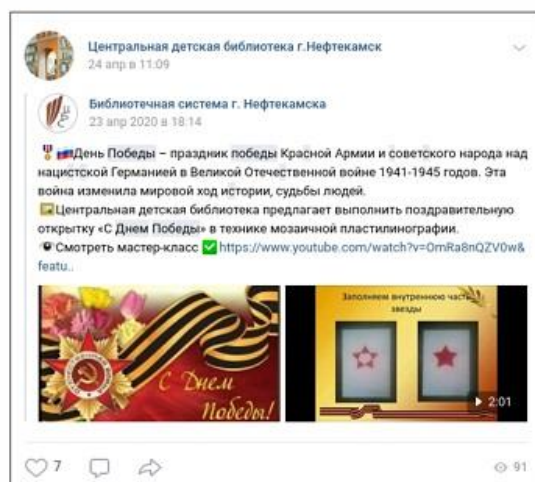 Центральная детская библиотека г.Нефтекамск
24 апр в 11:09
Библиотечная система г. Нефтекамска
23 апр 2020 в 18:14
🎖🇷🇺День Победы – праздник победы Красной Армии и советского народа над
нацистской Германией в Великой Отечественной войне 1941-1945 годов. Эта
война изменила мировой ход истории, судьбы людей.
🖼Центральная детская библиотека предлагает выполнить поздравительную
открытку «С Днем Победы» в технике мозаичной пластилинографии.
Смотреть мастер-класс ✅https://www.youtube.com/watch?v=OmRa8nQZV0w&
featu..
С Днем
Победы!
Заполняем внутреннюю часть
звезды
2:01
7
91